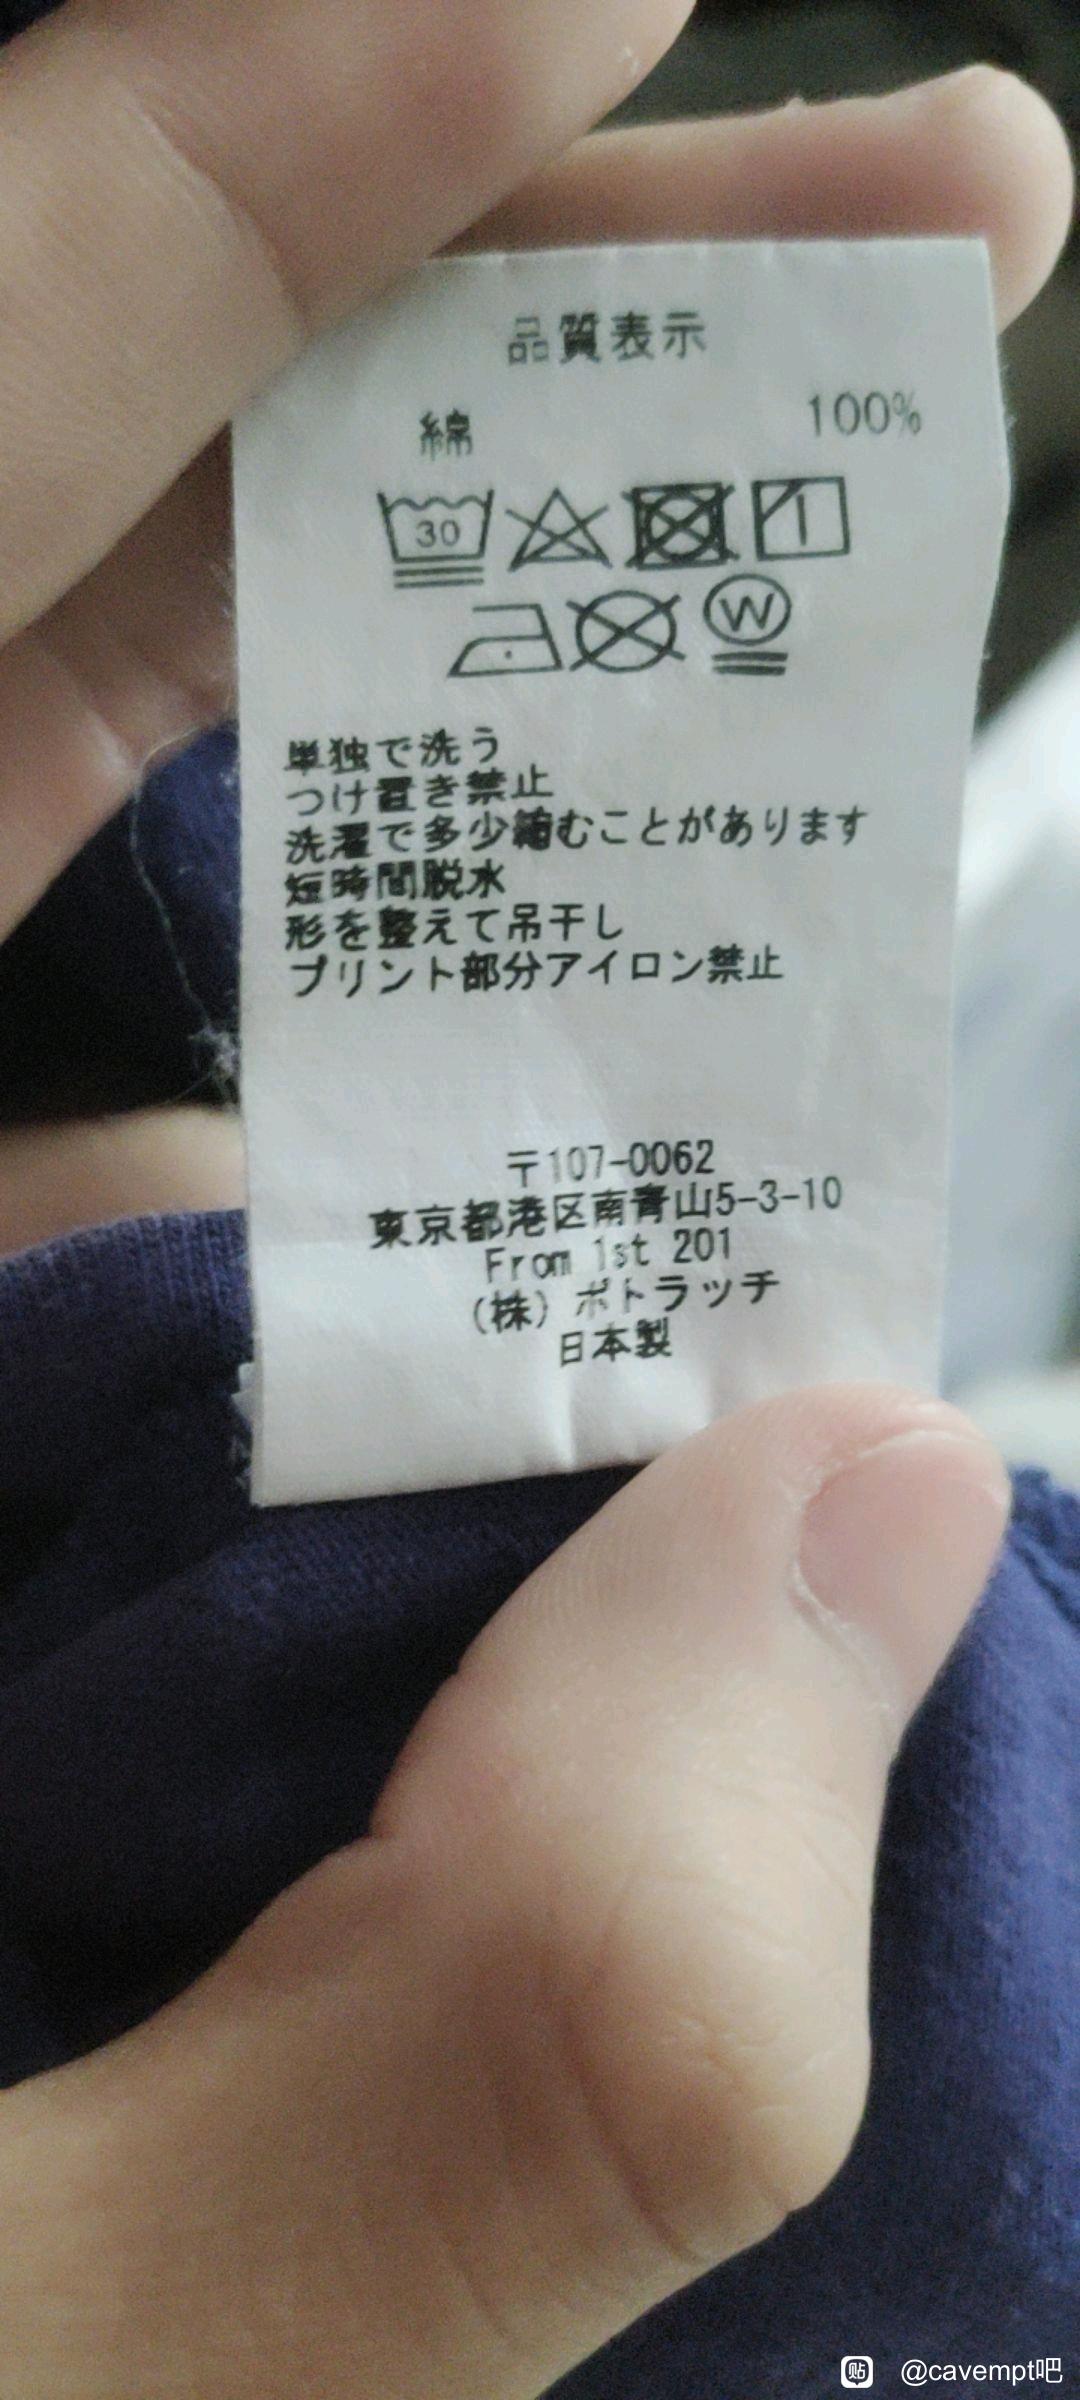 品質表示
綿 100%
30
W
単独で洗う
つけ置き禁止
洗濯で多少縮むことがあります
短時間脱水
形を整えて吊干し
プリント部分アイロン禁止
〒107-0062
東京都港区南青山5-3-10
From 1st 201
(株) ポトラッチ
日本製
贴 @cavempt吧